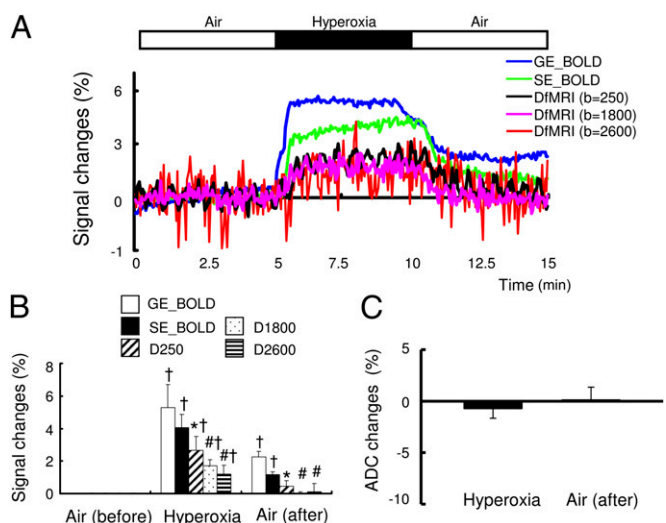 A
Air Hyperoxia Air
GE_BOLD
SE_BOLD
DfMRI (b=250)
DfMRI (b=1800)
DfMRI (b=2600)
Signal changes (%)
6
3
0
-1
0 2.5 5 7.5 10 12.5 15
Time (min)
B
GE_BOLD
SE_BOLD D1800
D250 D2600
Signal changes (%)
8
6
4
2
0
† † *† #† #† † † * # #
Air (before) Hyperoxia Air (after)
C
ADC changes (%)
5
0
-5
-10
Hyperoxia Air (after)